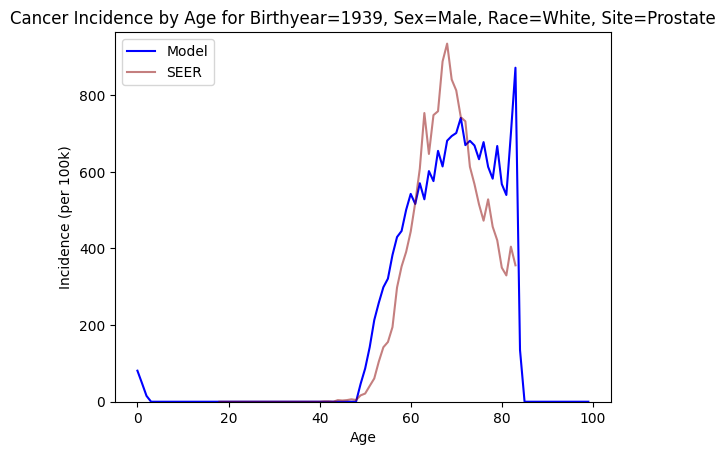 Cancer Incidence by Age for Birthyear=1939, Sex=Male, Race=White, Site=Prostate
Model
SEER
800
600
400
200
0
Incidence (per 100k)
0 20 40 60 80 100
Age